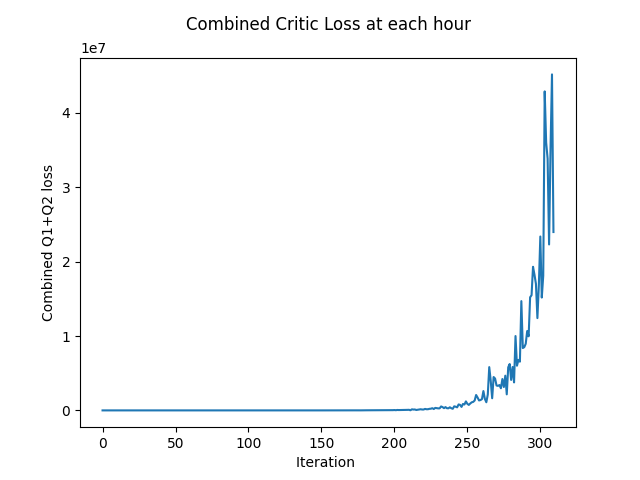 Combined Critic Loss at each hour
1e7
4
3
2
1
0
Combined Q1+Q2 loss
0 50 100 150 200 250 300
Iteration